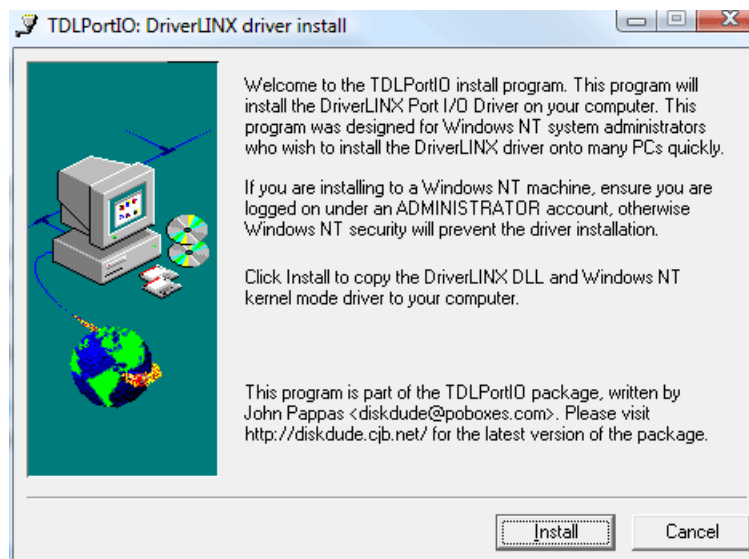 TDLPortIO: DriverLINX driver install
Welcome to the TDLPortIO install program. This program will
install the DriverLINX Port I/O Driver on your computer. This
program was designed for Windows NT system administrators
who wish to install the DriverLINX driver onto many PCs quickly.
If you are installing to a Windows NT machine, ensure you are
logged on under an ADMINISTRATOR account, otherwise
Windows NT security will prevent the driver installation.
Click Install to copy the DriverLINX DLL and Windows NT
kernel mode driver to your computer.
This program is part of the TDLPortIO package, written by
John Pappas <diskdude@poboxes.com>. Please visit
http://diskdude.cjb.net/ for the latest version of the package.
Install
Cancel